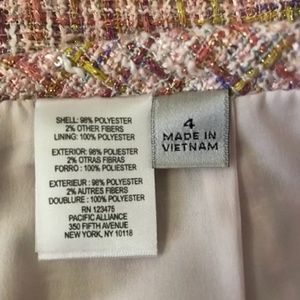 SHELL: 98% POLYESTER
2% OTHER FIBERS
LINING: 100% POLYESTER
EXTERIOR: 98% POLIESTER
2% OTRAS FIBRAS
FORRO : 100% POLIESTER
EXTERIEUR : 98% POLYESTER
2% AUTRES FIBERS
DOUBLURE : 100% POLYESTER
RN 123475
PACIFIC ALLIANCE
350 FIFTH AVENUE
NEW YORK, NY 10118
4
MADE IN
VIETNAM